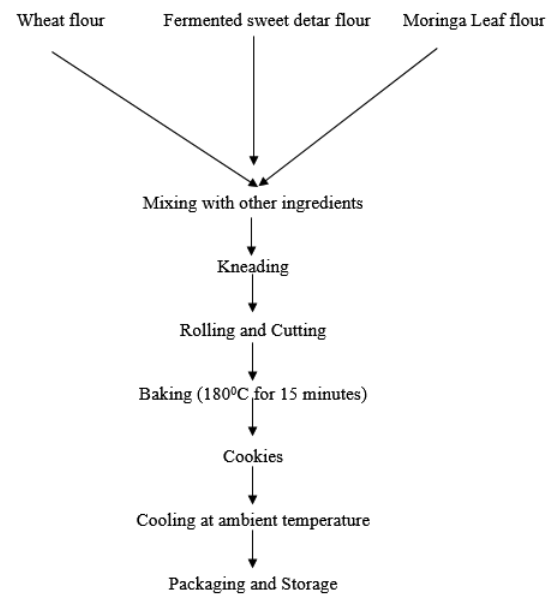 Wheat flour Fermented sweet detar flour Moringa Leaf flour
Mixing with other ingredients
Kneading
Rolling and Cutting
Baking (180⁰C for 15 minutes)
Cookies
Cooling at ambient temperature
Packaging and Storage